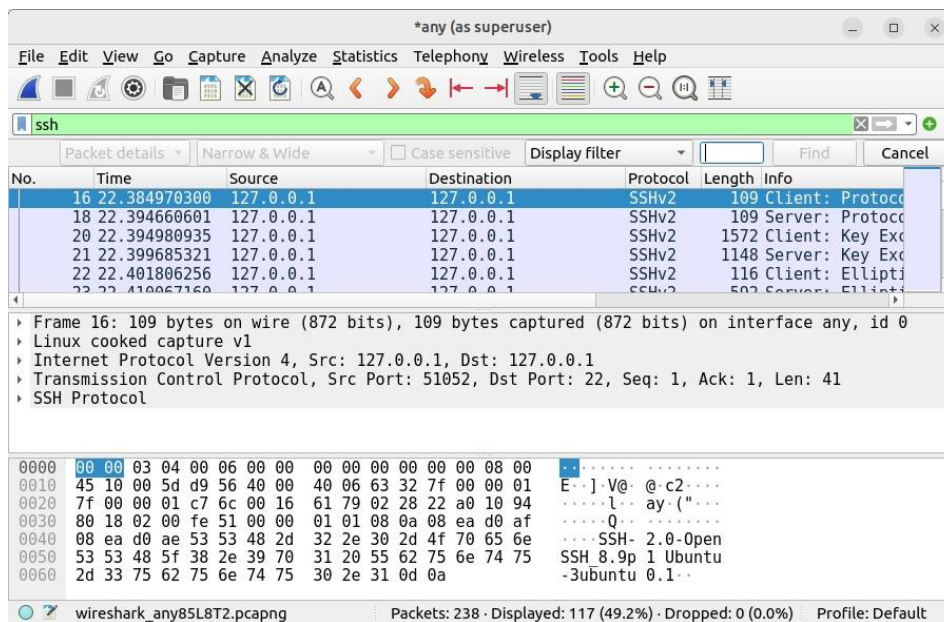 *any (as superuser)
File Edit View Go Capture Analyze Statistics Telephony Wireless Tools Help
ssh
Packet details Narrow & Wide Case sensitive Display filter Find Cancel
No. Time Source Destination Protocol Length Info
16 22.384970300 127.0.0.1 127.0.0.1 SSHv2 109 Client: Protoco
18 22.394660601 127.0.0.1 127.0.0.1 SSHv2 109 Server: Protoco
20 22.394980935 127.0.0.1 127.0.0.1 SSHv2 1572 Client: Key Exc
21 22.399685321 127.0.0.1 127.0.0.1 SSHv2 1148 Server: Key Exc
22 22.401806256 127.0.0.1 127.0.0.1 SSHv2 116 Client: Ellipti
23 22.410067160 127.0.0.1 127.0.0.1 SSHv2 592 Server: Ellipti
Frame 16: 109 bytes on wire (872 bits), 109 bytes captured (872 bits) on interface any, id 0
Linux cooked capture v1
Internet Protocol Version 4, Src: 127.0.0.1, Dst: 127.0.0.1
Transmission Control Protocol, Src Port: 51052, Dst Port: 22, Seq: 1, Ack: 1, Len: 41
SSH Protocol
0000 00 00 03 04 00 06 00 00 00 00 00 00 00 00 08 00 ·· ······ ········
0010 45 10 00 5d d9 56 40 00 40 06 63 32 7f 00 00 01 E··]·V@· @·c2····
0020 7f 00 00 01 c7 6c 00 16 61 79 02 28 22 a0 10 94 ·····l·· ay·("···
0030 80 18 02 00 fe 51 00 00 01 01 08 0a 08 ea d0 af ·····Q·· ········
0040 08 ea d0 ae 53 53 48 2d 32 2e 30 2d 4f 70 65 6e ····SSH- 2.0-Open
0050 53 53 48 5f 38 2e 39 70 31 20 55 62 75 6e 74 75 SSH_8.9p 1 Ubuntu
0060 2d 33 75 62 75 6e 74 75 30 2e 31 0d 0a -3ubuntu 0.1··
wireshark_any85L8T2.pcapng Packets: 238 · Displayed: 117 (49.2%) · Dropped: 0 (0.0%) Profile: Default